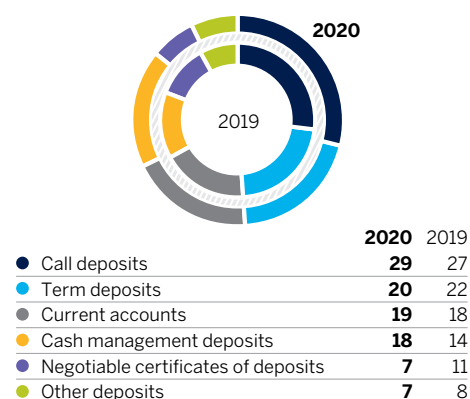 2020
2019
2020 2019
Call deposits 29 27
Term deposits 20 22
Current accounts 19 18
Cash management deposits 18 14
Negotiable certificates of deposits 7 11
Other deposits 7 8